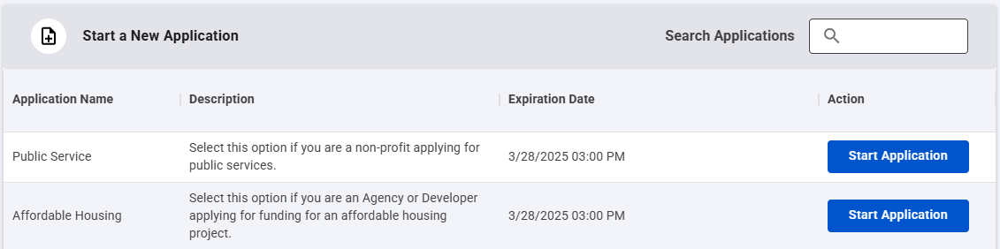 Start a New Application
Search Applications
Application Name
Description
Expiration Date
Action
Public Service
Select this option if you are a non-profit applying for
public services.
3/28/2025 03:00 PM
Start Application
Affordable Housing
Select this option if you are an Agency or Developer
applying for funding for an affordable housing
project.
3/28/2025 03:00 PM
Start Application